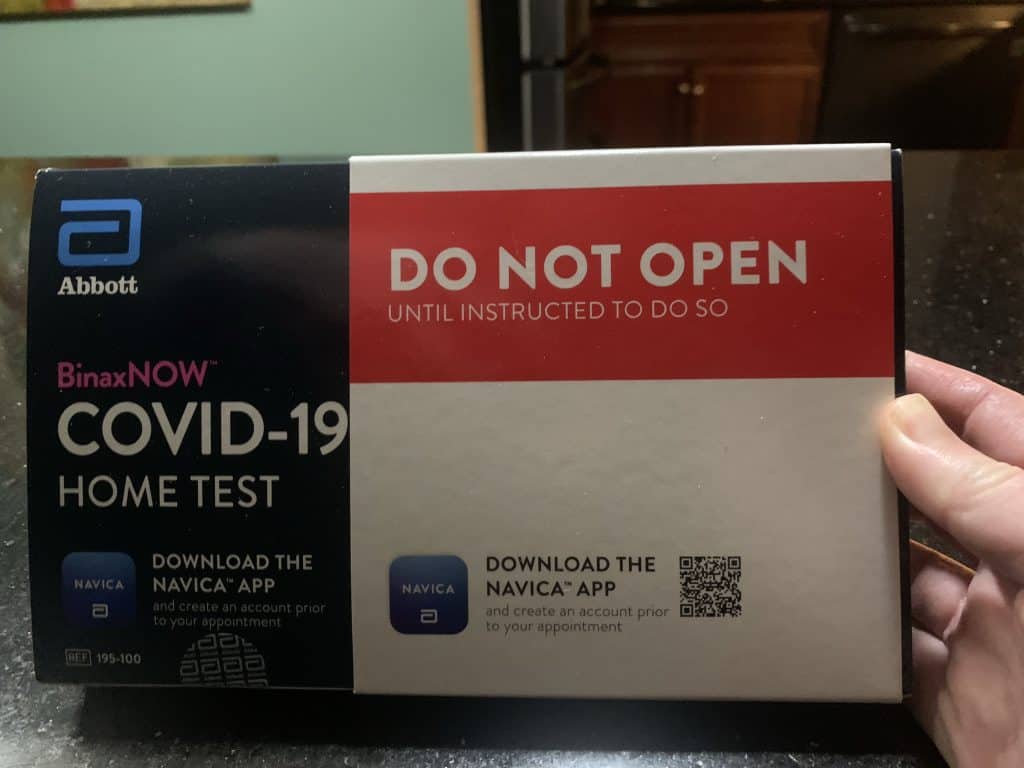 Abbott
BinaxNOW™
COVID-19
HOME TEST
DOWNLOAD THE
NAVICA™ APP
and create an account prior
to your appointment
NAVICA
REF 195-100
DO NOT OPEN
UNTIL INSTRUCTED TO DO SO
DOWNLOAD THE
NAVICA™ APP
and create an account prior
to your appointment
NAVICA